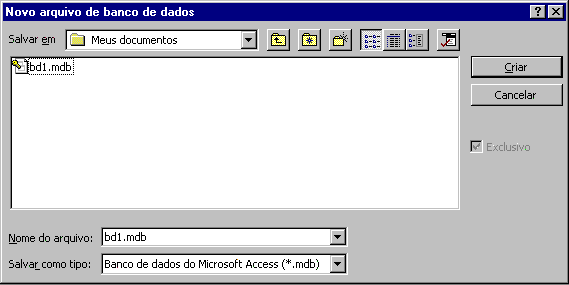 Novo arquivo de banco de dados
Salvar em
Meus documentos
bd1.mdb
Criar
Cancelar
Exclusivo
Nome do arquivo:
bd1.mdb
Salvar como tipo:
Banco de dados do Microsoft Access (*.mdb)